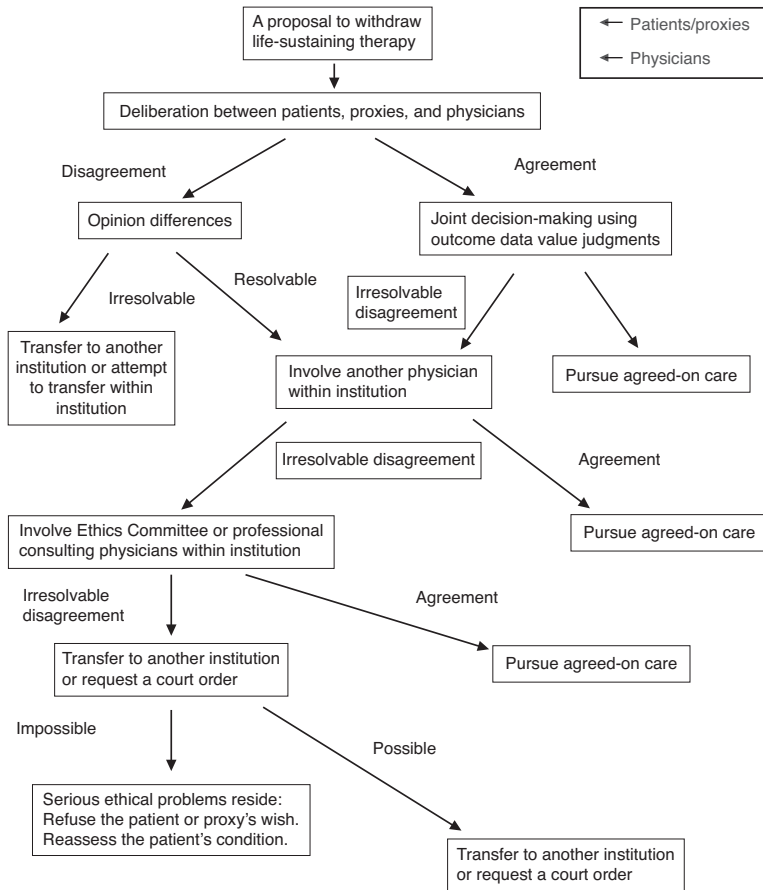 A proposal to withdraw
life-sustaining therapy
Patients/proxies
Physicians
Deliberation between patients, proxies, and physicians
Disagreement
Agreement
Opinion differences
Joint decision-making using
outcome data value judgments
Irresolvable
Resolvable
Irresolvable
disagreement
Transfer to another
institution or attempt
to transfer within
institution
Involve another physician
within institution
Pursue agreed-on care
Irresolvable disagreement
Agreement
Involve Ethics Committee or professional
consulting physicians within institution
Pursue agreed-on care
Irresolvable
disagreement
Agreement
Transfer to another institution
or request a court order
Pursue agreed-on care
Impossible
Possible
Serious ethical problems reside:
Refuse the patient or proxy's wish.
Reassess the patient's condition.
Transfer to another institution
or request a court order